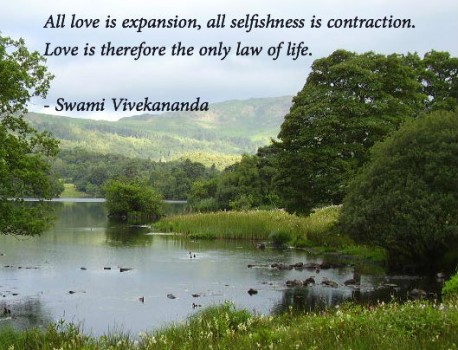 All love is expansion, all selfishness is contraction.
Love is therefore the only law of life.
- Swami Vivekananda